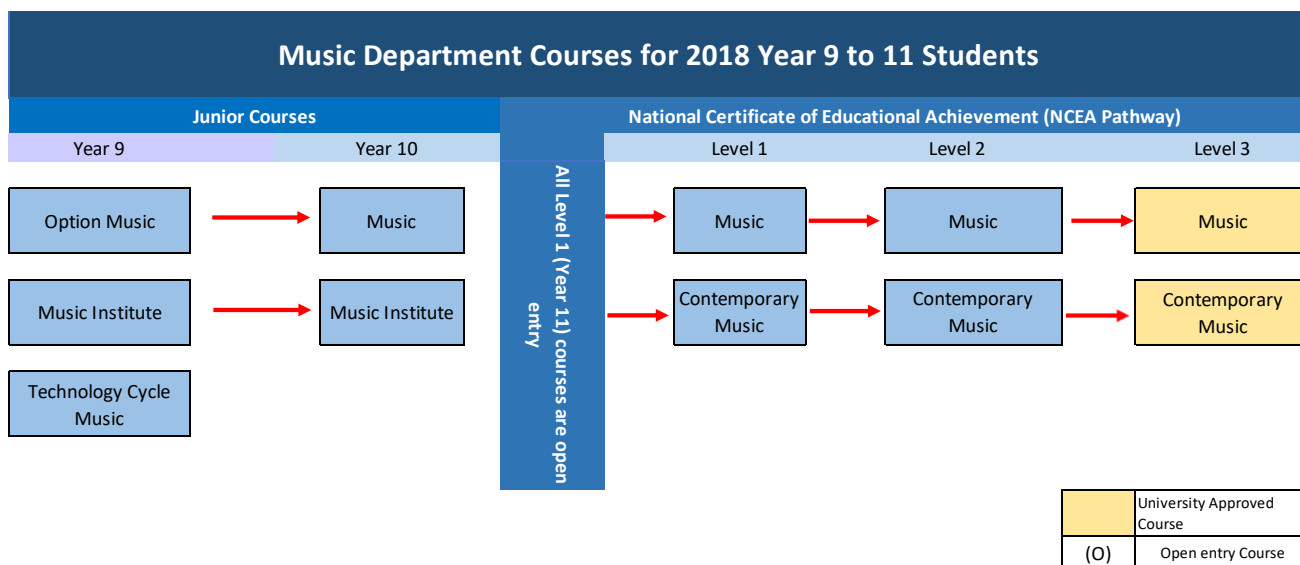 Music Department Courses for 2018 Year 9 to 11 Students
Junior Courses
National Certificate of Educational Achievement (NCEA Pathway)
Year 9
Year 10
Level 1
Level 2
Level 3
Option Music
Music
All Level 1 (Year 11) courses are open
entry
Music
Music
Music
Music Institute
Music Institute
Contemporary
Music
Contemporary
Music
Contemporary
Music
Technology Cycle
Music
University Approved
Course
(O)
Open entry Course